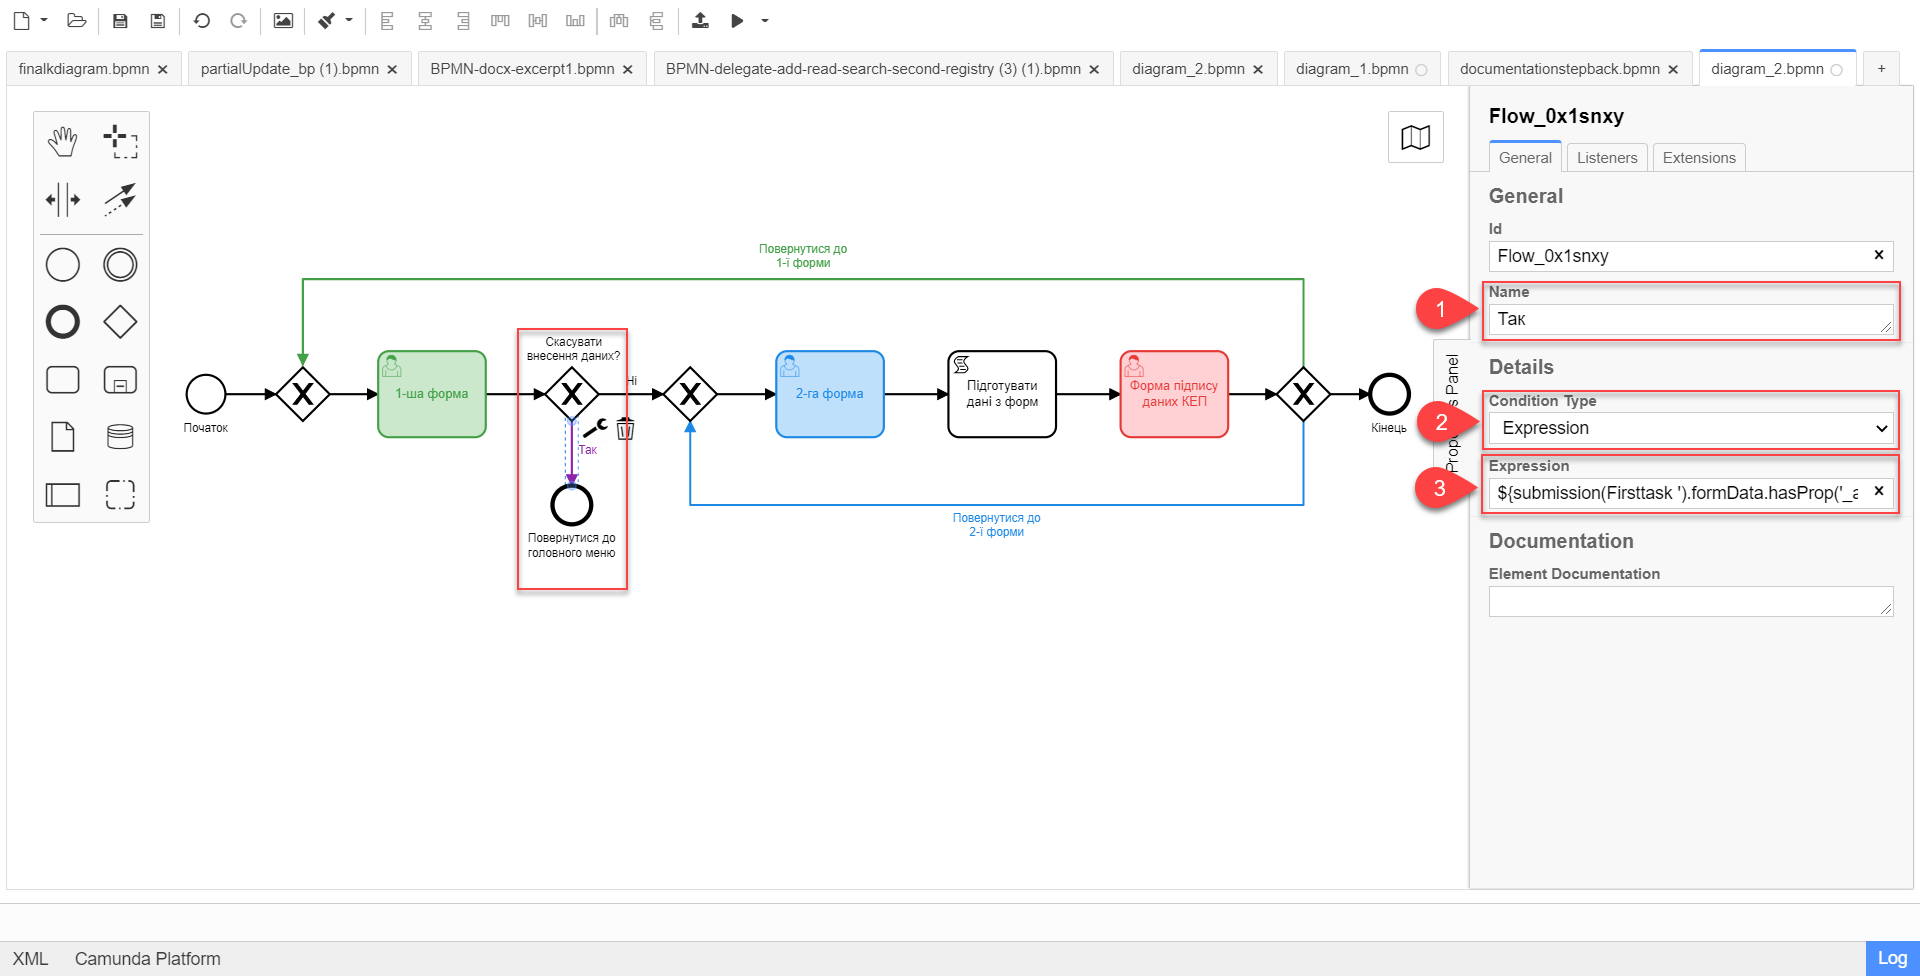 finalkdiagram.bpmn
partialUpdate_bp (1).bpmn
BPMN-docx-excerpt1.bpmn
BPMN-delegate-add-read-search-second-registry (3) (1).bpmn
diagram_2.bpmn
diagram_1.bpmn
documentationstepback.bpmn
diagram_2.bpmn
+
Повернутися до
1-ї форми
Початок
1-ша форма
Скасувати
внесення даних?
Ні
Так
Повернутися до
головного меню
2-га форма
Підготувати
дані з форм
Форма підпису
даних КЕП
Кінець
Повернутися до
2-ї форми
Flow_0x1snxy
General
Listeners
Extensions
General
Id
Flow_0x1snxy
1
Name
Так
Details
2
Condition Type
Expression
3
Expression
${submission(Firsttask ').formData.hasProp('_a
Documentation
Element Documentation
XML
Camunda Platform
Log